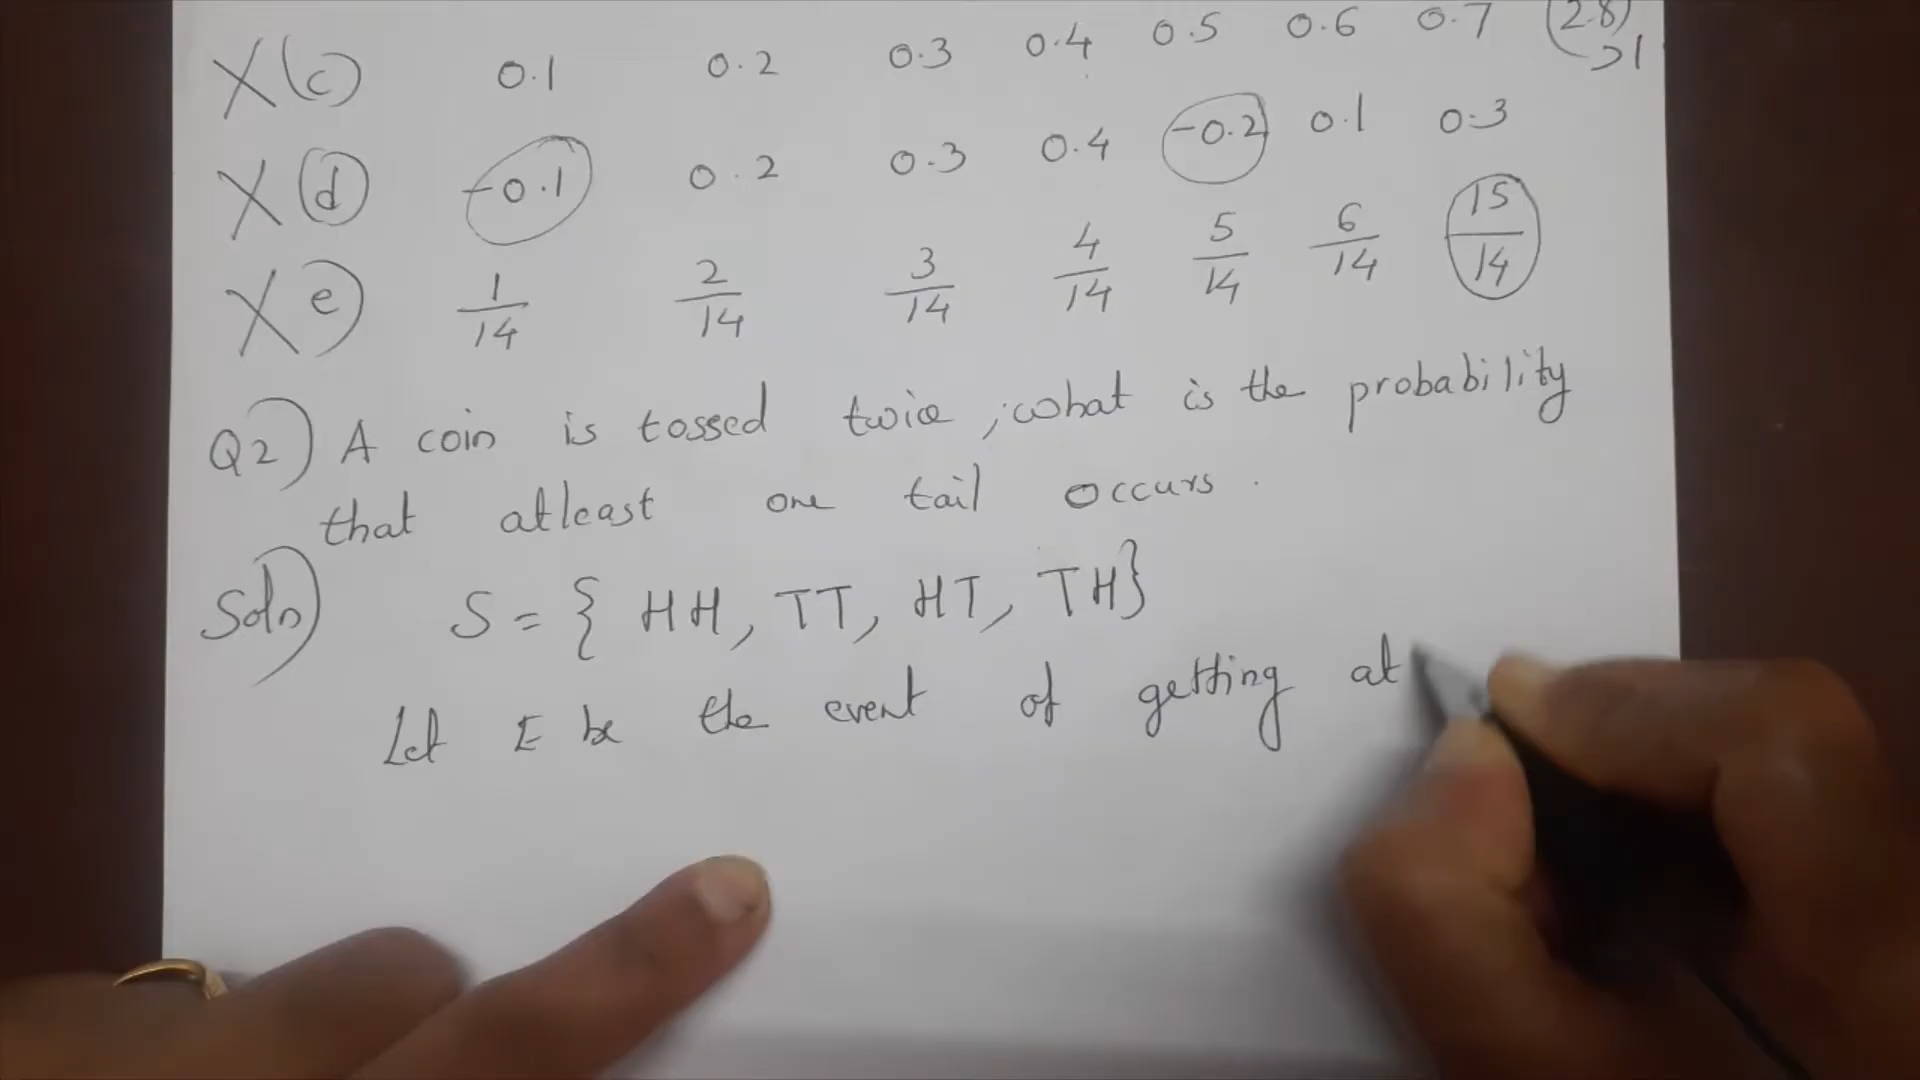 X (c) 0.1 0.2 0.3 0.4 0.5 0.6 0.7 (2.8) >1
X (d) -0.1 0.2 0.3 0.4 -0.2 0.1 0.3
X (e) 1/14 2/14 3/14 4/14 5/14 6/14 15/14
Q2) A coin is tossed twice, what is the probability
that atleast one tail occurs.
Soln) S = { HH, TT, HT, TH}
Let E be the event of getting at